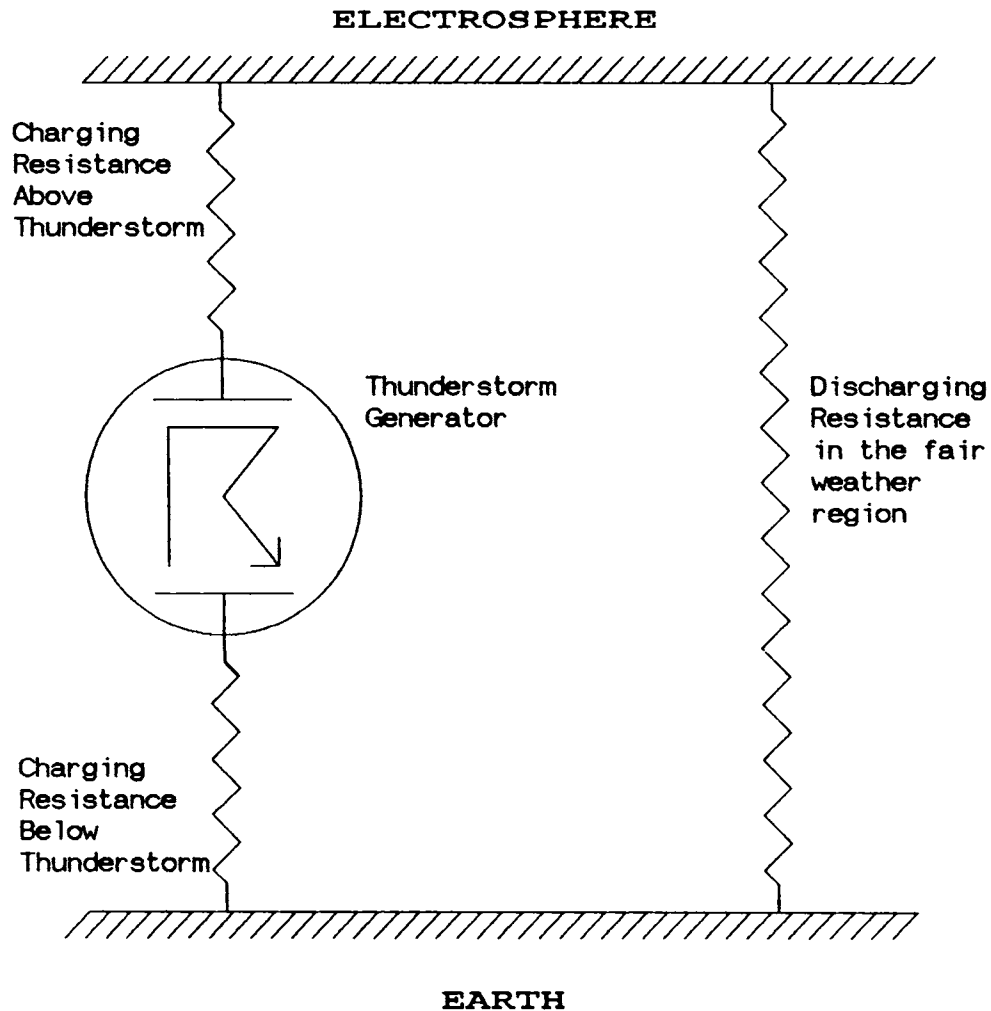 ELECTROSPHERE
Charging
Resistance
Above
Thunderstorm
Thunderstorm
Generator
Discharging
Resistance
in the fair
weather
region
Charging
Resistance
Below
Thunderstorm
EARTH